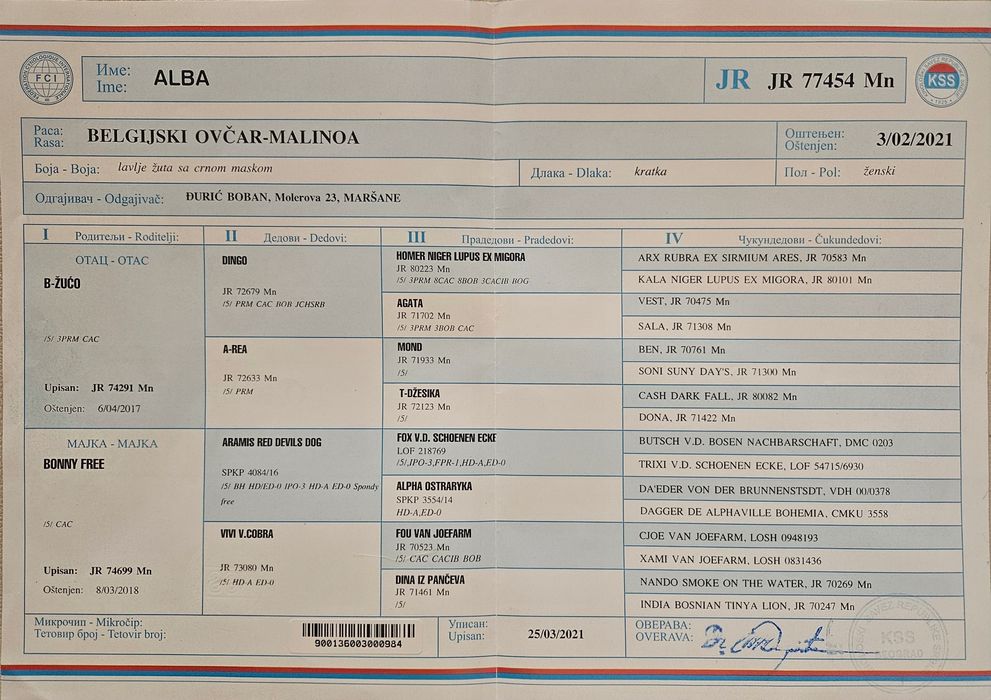 FCI
Име:
Ime:
ALBA
JR JR 77454 Mn
KSS
Раса:
Rasa:
BELGIJSKI OVČAR-MALINOA
Оштењен:
Oštenjen:
3/02/2021
Боја - Boja: lavlje žuta sa crnom maskom
Длака - Dlaka: kratka
Пол - Pol: ženski
Одгајивач - Odgajivač: ĐURIĆ BOBAN, Molerova 23, MARŠANE
I Родитељи - Roditelji:
II Дедови - Dedovi:
III Прадедови - Pradedovi:
IV Чукундедови - Čukundedovi:
ОТАЦ - OTAC
B-ŽUĆO
/5/ 3PRM CAC
Upisan: JR 74291 Mn
Oštenjen: 6/04/2017
МАЈКА - MAJKA
BONNY FREE
/5/ CAC
Upisan: JR 74699 Mn
Oštenjen: 8/03/2018
DINGO
JR 72679 Mn
/5/ PRM CAC BOB JCHSRB
A-REA
JR 72633 Mn
/5/ PRM
ARAMIS RED DEVILS DOG
SPKP 4084/16
/5/ BH HD/ED-0 IPO-3 HD-A ED-0 Spondy
free
VIVI V.COBRA
JR 73080 Mn
/5/ HD-A ED-0
HOMER NIGER LUPUS EX MIGORA
JR 80223 Mn
/5/ 3PRM 8CAC 8BOB 3CACIB BOG
AGATA
JR 71702 Mn
/5/ 3PRM 3BOB CAC
MOND
JR 71933 Mn
/5/
T-DŽESIKA
JR 72123 Mn
/5/
FOX V.D. SCHOENEN ECKE
LOF 218769
/5/,IPO-3,FPR-1,HD-A,ED-0
ALPHA OSTRARYKA
SPKP 3554/14
HD-A,ED-0
FOU VAN JOEFARM
JR 70523 Mn
/5/ CAC CACIB BOB
DINA IZ PANČEVA
JR 71461 Mn
/5/
ARX RUBRA EX SIRMIUM ARES, JR 70583 Mn
KALA NIGER LUPUS EX MIGORA, JR 80101 Mn
VEST, JR 70475 Mn
SALA, JR 71308 Mn
BEN, JR 70761 Mn
SONI SUNY DAY'S, JR 71300 Mn
CASH DARK FALL, JR 80082 Mn
DONA, JR 71422 Mn
BUTSCH V.D. BOSEN NACHBARSCHAFT, DMC 0203
TRIXI V.D. SCHOENEN ECKE, LOF 54715/6930
DA'EDER VON DER BRUNNENSTSDT, VDH 00/0378
DAGGER DE ALPHAVILLE BOHEMIA, CMKU 3558
CJOE VAN JOEFARM, LOSH 0948193
XAMI VAN JOEFARM, LOSH 0831436
NANDO SMOKE ON THE WATER, JR 70269 Mn
INDIA BOSNIAN TINYA LION, JR 70247 Mn
Микрочип - Mikročip:
Тетовир број - Tetovir broj:
900136003000984
Уписан:
Upisan:
25/03/2021
ОВЕРАВА:
OVERAVA:
KSS
BEOGRAD